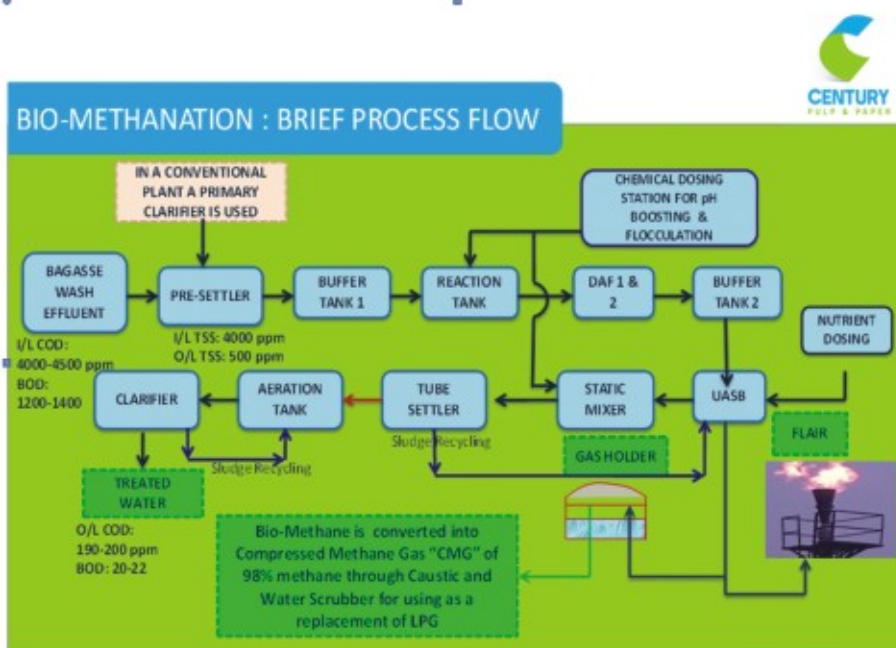 CENTURY
PULP & PAPER
BIO-METHANATION : BRIEF PROCESS FLOW
IN A CONVENTIONAL
PLANT A PRIMARY
CLARIFIER IS USED
CHEMICAL DOSING
STATION FOR pH
BOOSTING &
FLOCCULATION
BAGASSE
WASH
EFFLUENT
PRE-SETTLER
BUFFER
TANK 1
REACTION
TANK
DAF 1 &
2
BUFFER
TANK 2
NUTRIENT
DOSING
I/L COD:
4000-4500 ppm
BOD:
1200-1400
I/L TSS: 4000 ppm
O/L TSS: 500 ppm
CLARIFIER
AERATION
TANK
TUBE
SETTLER
STATIC
MIXER
UASB
FLAIR
Sludge Recycling
Sludge Recycling
GAS HOLDER
TREATED
WATER
O/L COD:
190-200 ppm
BOD: 20-22
Bio-Methane is converted into
Compressed Methane Gas “CMG” of
98% methane through Caustic and
Water Scrubber for using as a
replacement of LPG